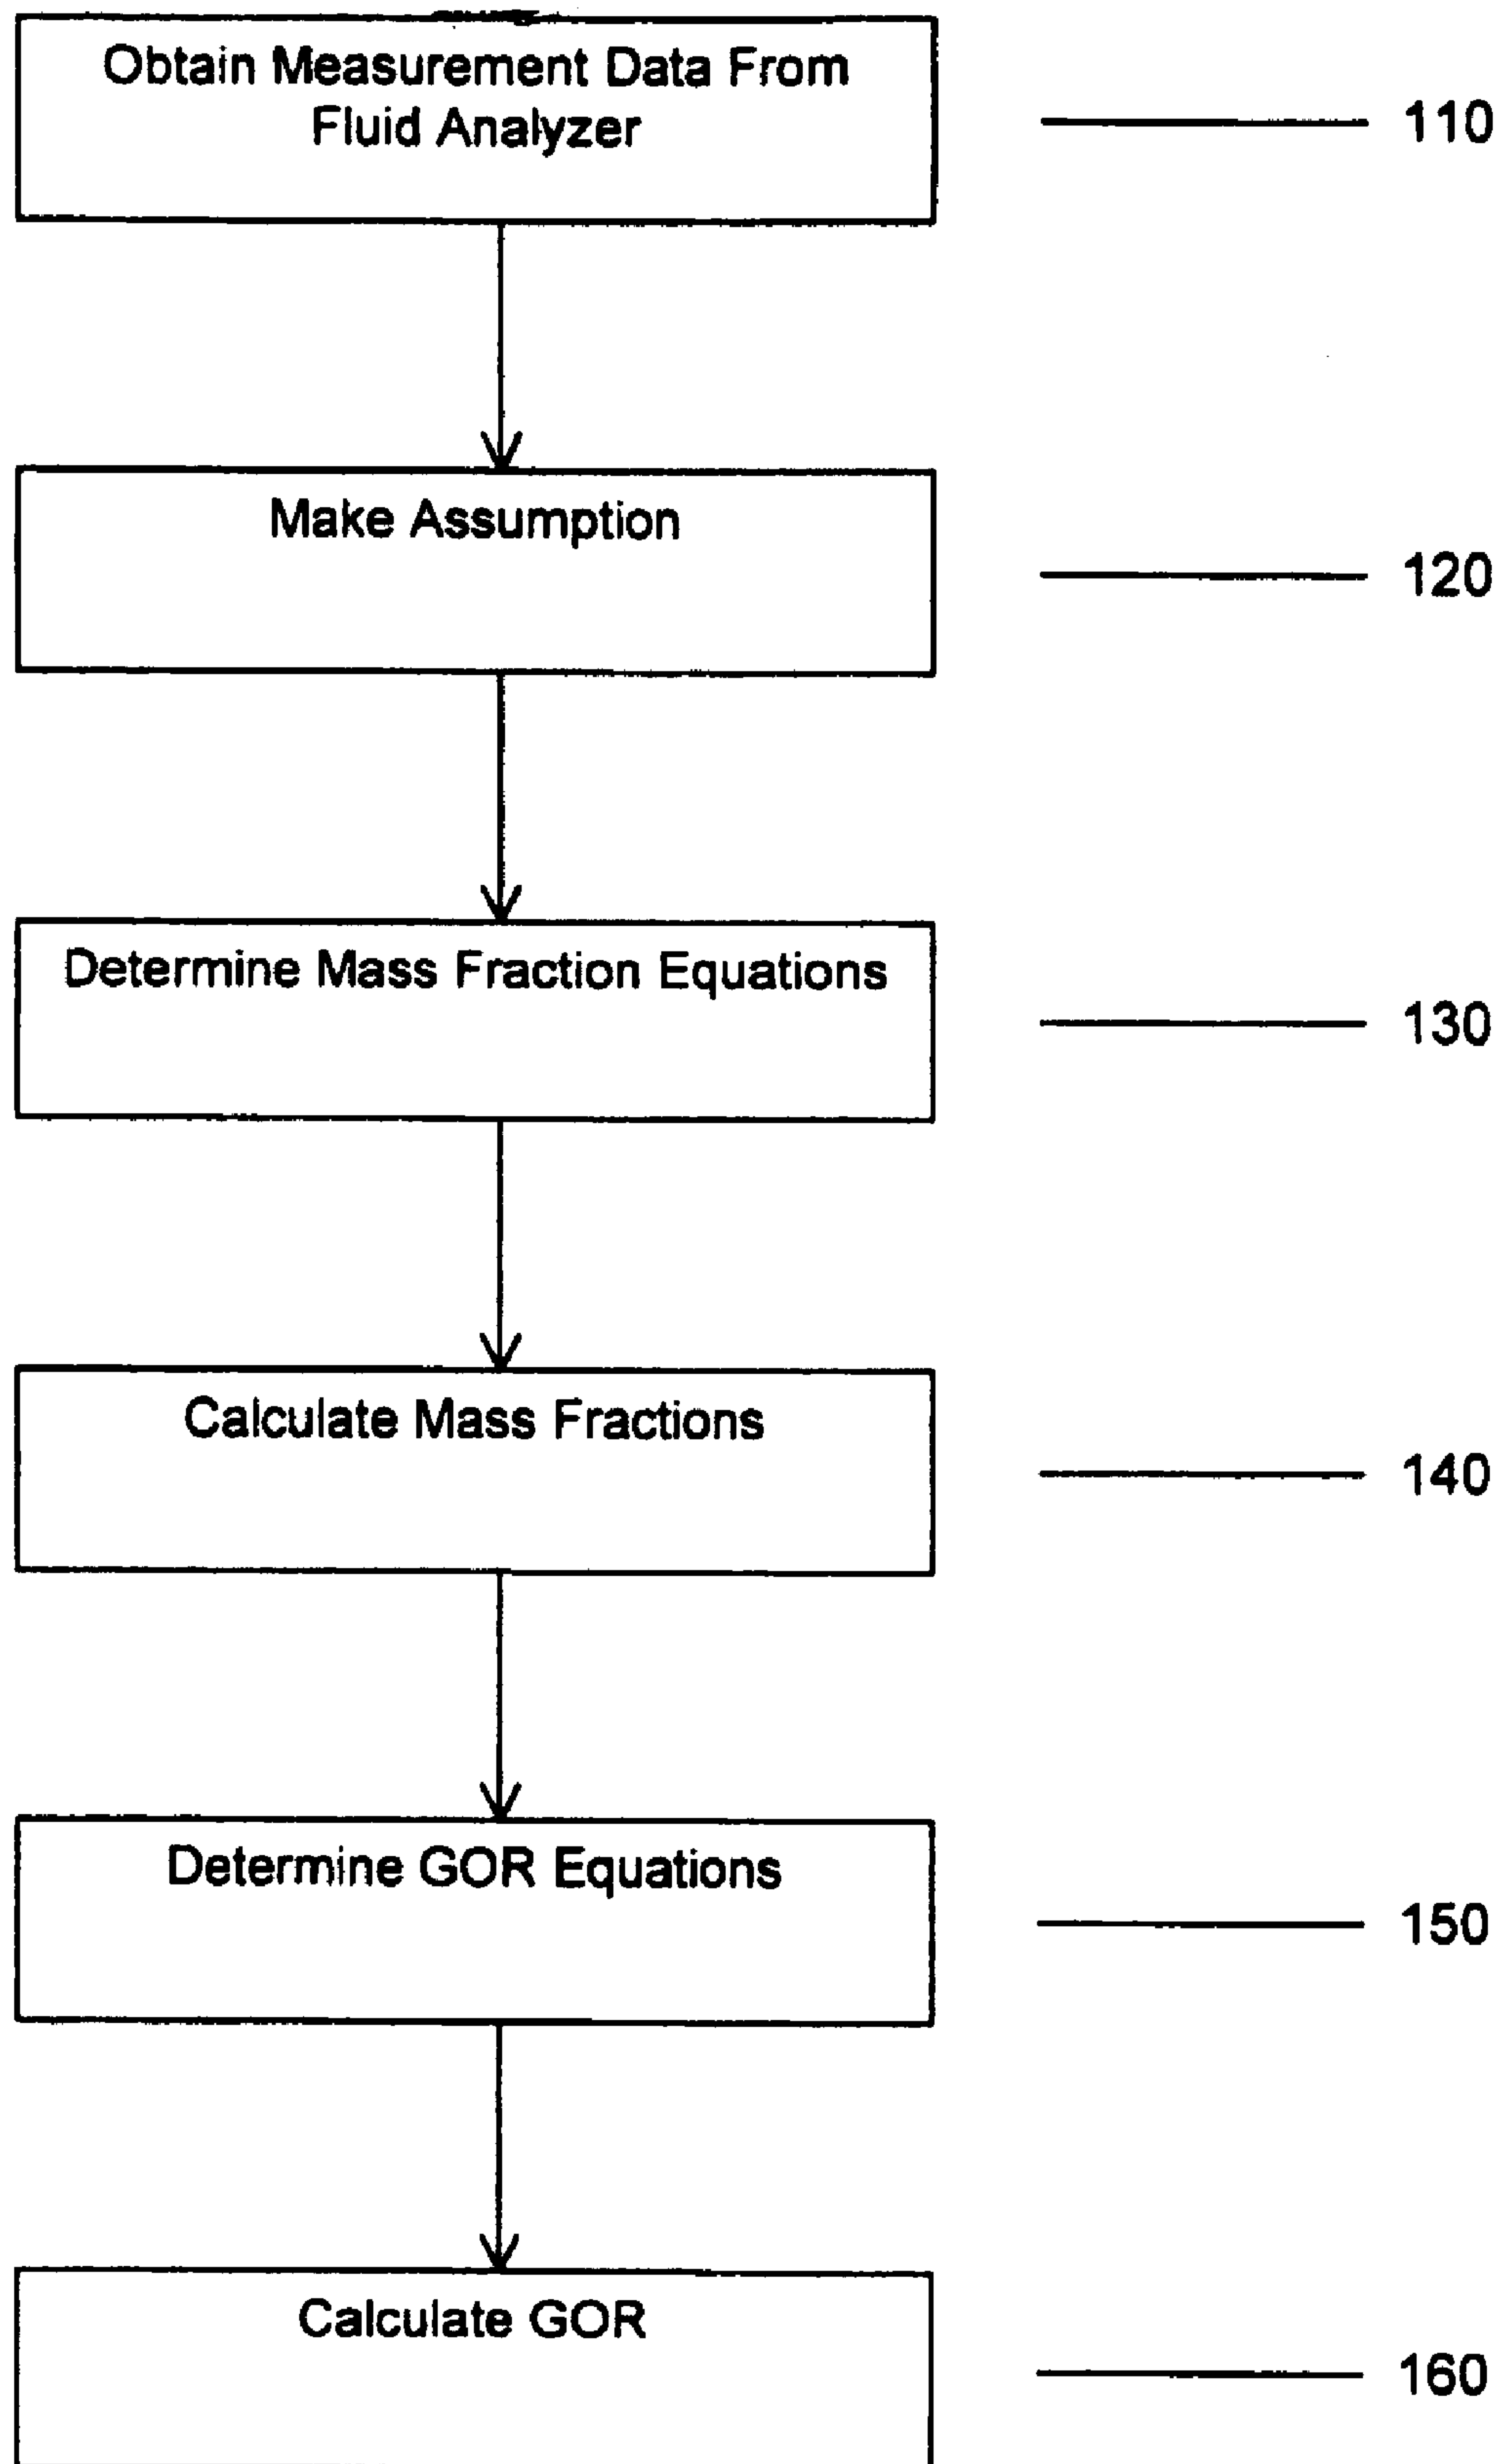 Obtain Measurement Data From
Fluid Analyzer
110
Make Assumption
120
Determine Mass Fraction Equations
130
Calculate Mass Fractions
140
Determine GOR Equations
150
Calculate GOR
160